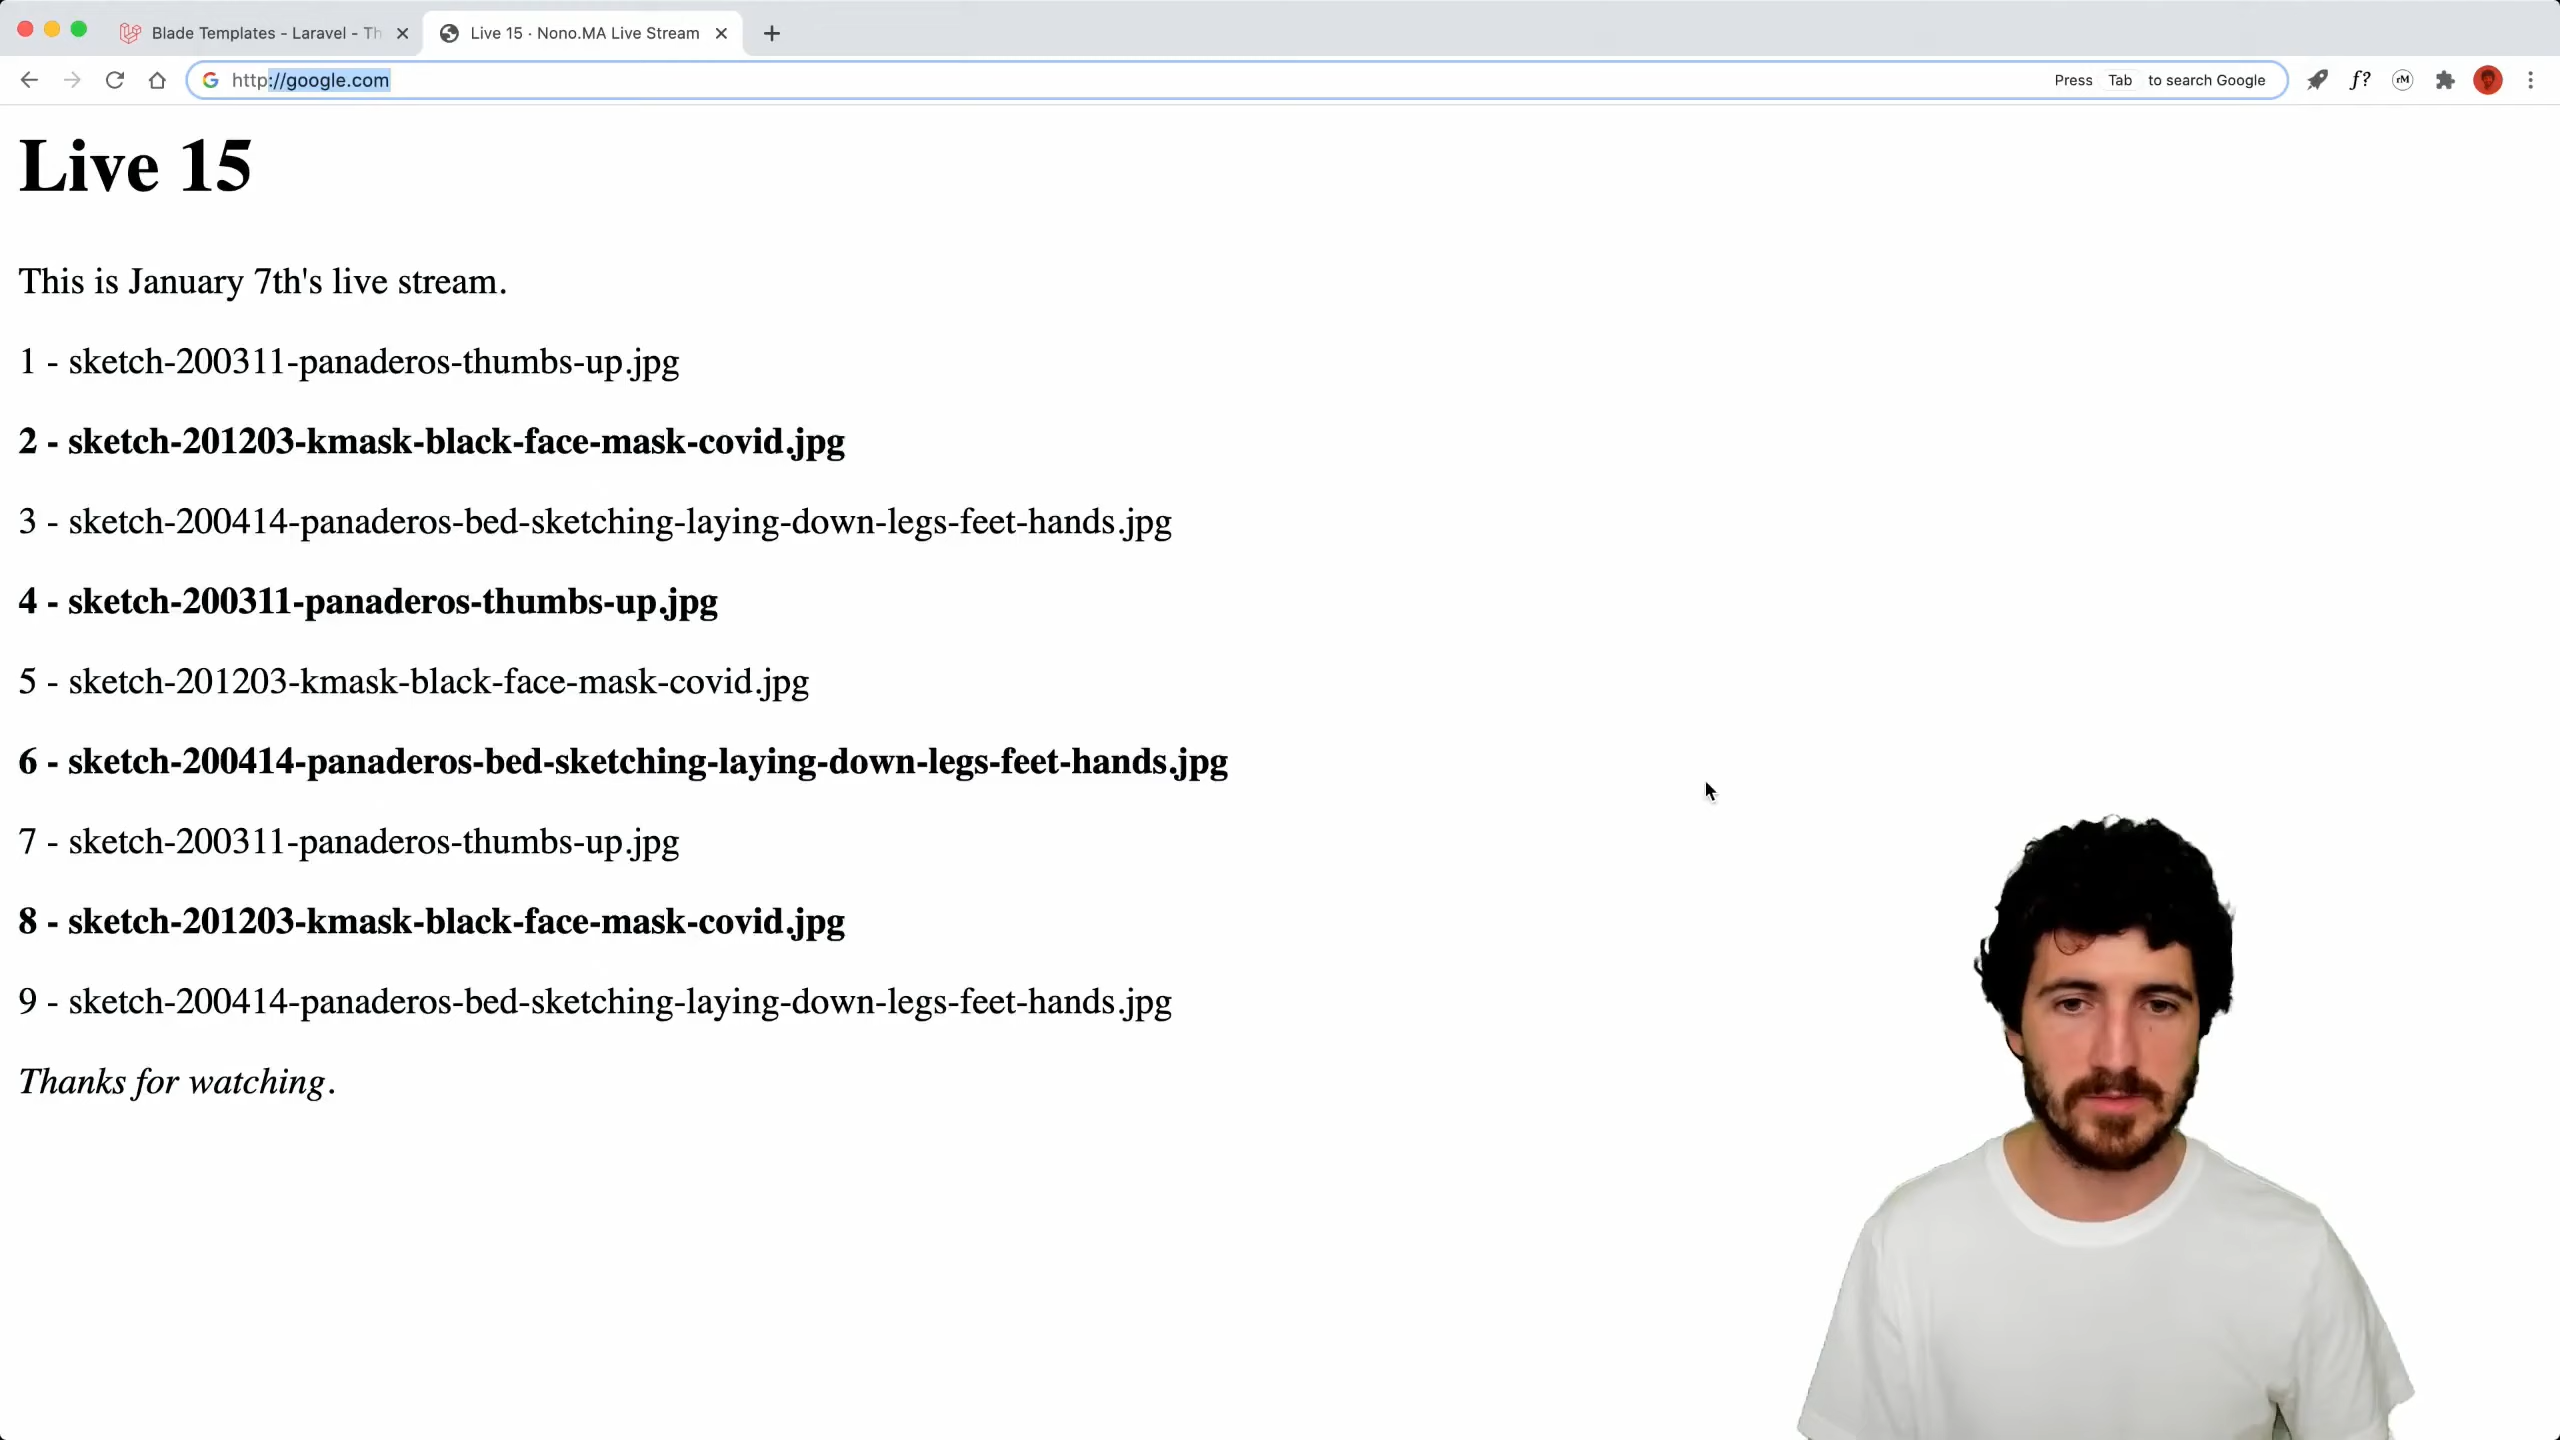 Blade Templates - Laravel - Th
Live 15 · Nono.MA Live Stream
http://google.com
Press Tab to search Google
f?
rM
Live 15
This is January 7th's live stream.
1 - sketch-200311-panaderos-thumbs-up.jpg
2 - sketch-201203-kmask-black-face-mask-covid.jpg
3 - sketch-200414-panaderos-bed-sketching-laying-down-legs-feet-hands.jpg
4 - sketch-200311-panaderos-thumbs-up.jpg
5 - sketch-201203-kmask-black-face-mask-covid.jpg
6 - sketch-200414-panaderos-bed-sketching-laying-down-legs-feet-hands.jpg
7 - sketch-200311-panaderos-thumbs-up.jpg
8 - sketch-201203-kmask-black-face-mask-covid.jpg
9 - sketch-200414-panaderos-bed-sketching-laying-down-legs-feet-hands.jpg
Thanks for watching.